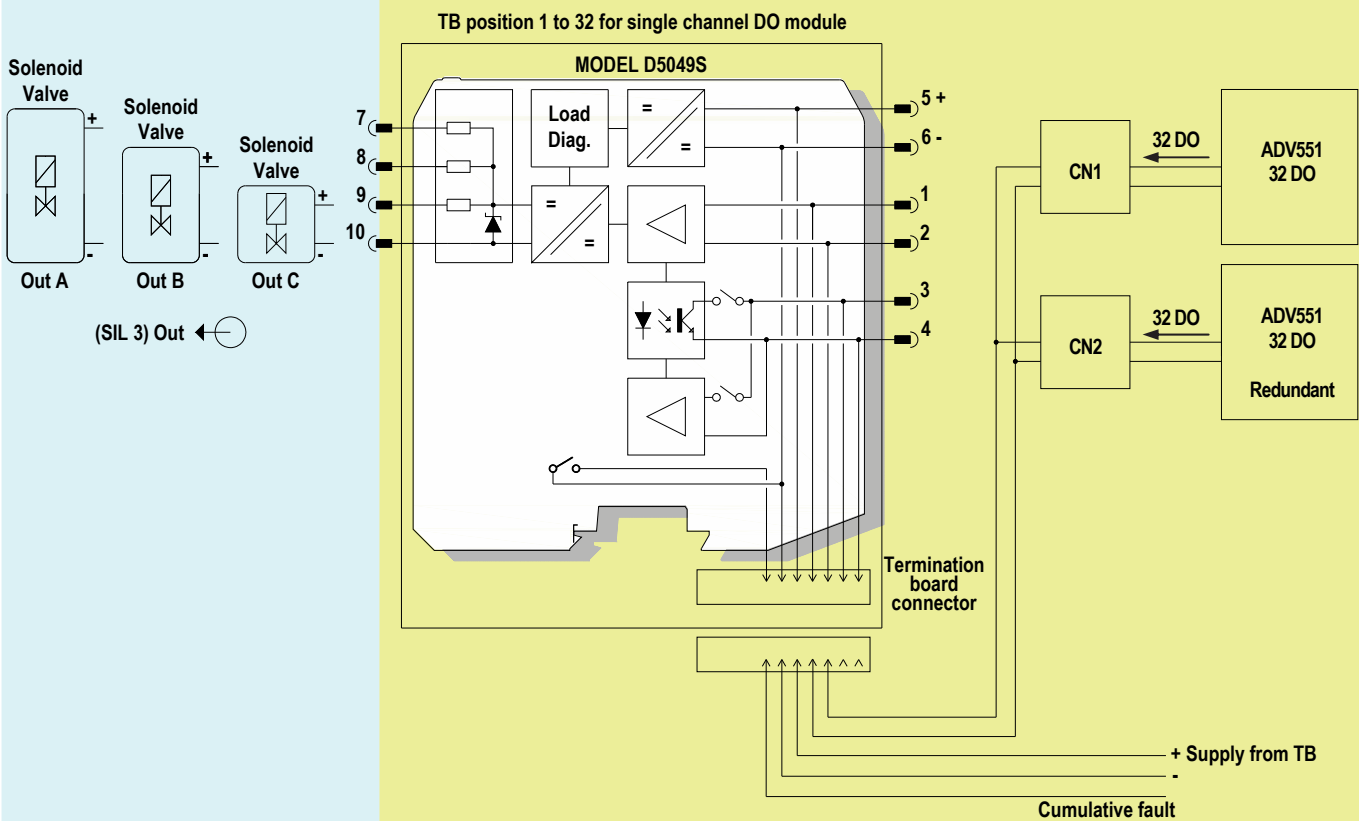 TB position 1 to 32 for single channel DO module
MODEL D5049S
Solenoid
Valve
+
-
Out A
Solenoid
Valve
+
-
Out B
Solenoid
Valve
+
-
Out C
(SIL 3) Out
7
8
9
10
Load
Diag.
=
=
=
=
5 +
6 -
1
2
3
4
CN1
32 DO
ADV551
32 DO
CN2
32 DO
ADV551
32 DO
Redundant
Termination
board
connector
+ Supply from TB
-
Cumulative fault